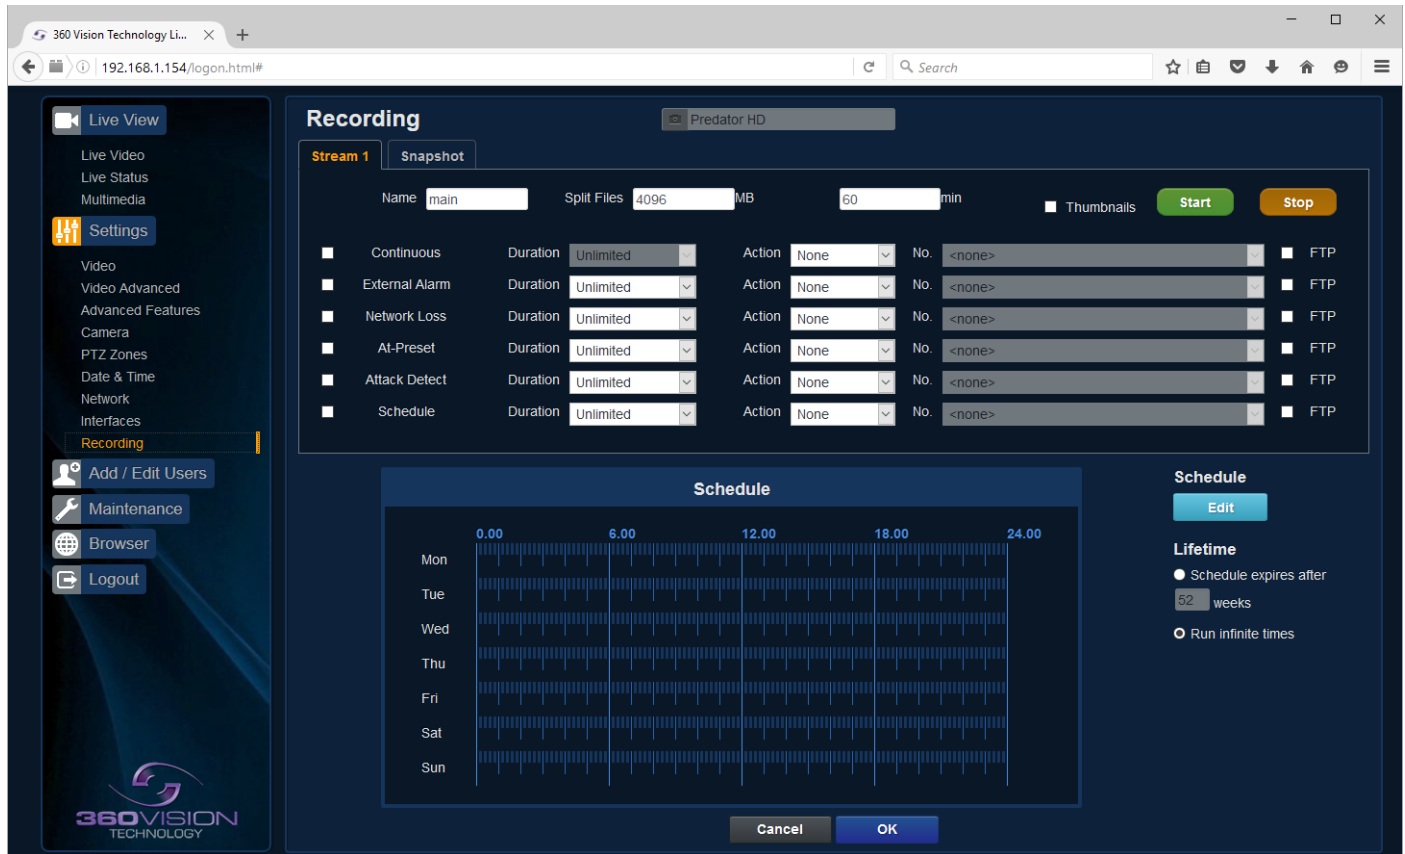 360 Vision Technology Li...
192.168.1.154/logon.html#
Search
Live View
Live Video
Live Status
Multimedia
Settings
Video
Video Advanced
Advanced Features
Camera
PTZ Zones
Date & Time
Network
Interfaces
Recording
Add / Edit Users
Maintenance
Browser
Logout
360VISION
TECHNOLOGY
Recording
Predator HD
Stream 1 Snapshot
Name main Split Files 4096 MB 60 min Thumbnails Start Stop
Continuous Duration Unlimited Action None No. <none> FTP
External Alarm Duration Unlimited Action None No. <none> FTP
Network Loss Duration Unlimited Action None No. <none> FTP
At-Preset Duration Unlimited Action None No. <none> FTP
Attack Detect Duration Unlimited Action None No. <none> FTP
Schedule Duration Unlimited Action None No. <none> FTP
Schedule
0.00 6.00 12.00 18.00 24.00
Mon
Tue
Wed
Thu
Fri
Sat
Sun
Schedule
Edit
Lifetime
Schedule expires after
52 weeks
Run infinite times
Cancel OK